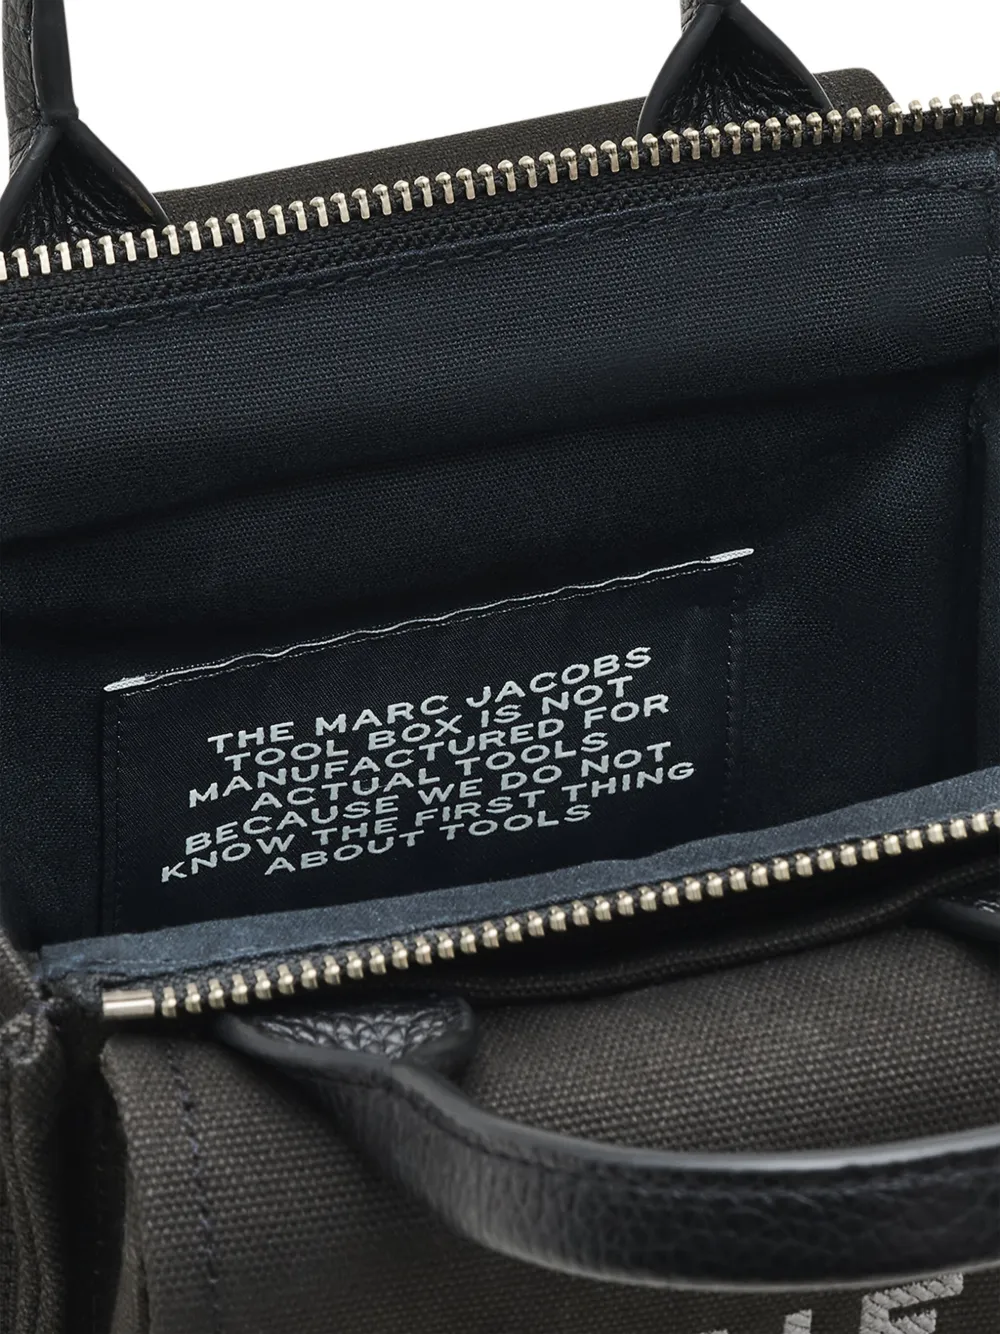 THE MARC JACOBS
TOOL BOX IS NOT
MANUFACTURED FOR
ACTUAL TOOLS
BECAUSE WE DO NOT
KNOW THE FIRST THING
ABOUT TOOLS